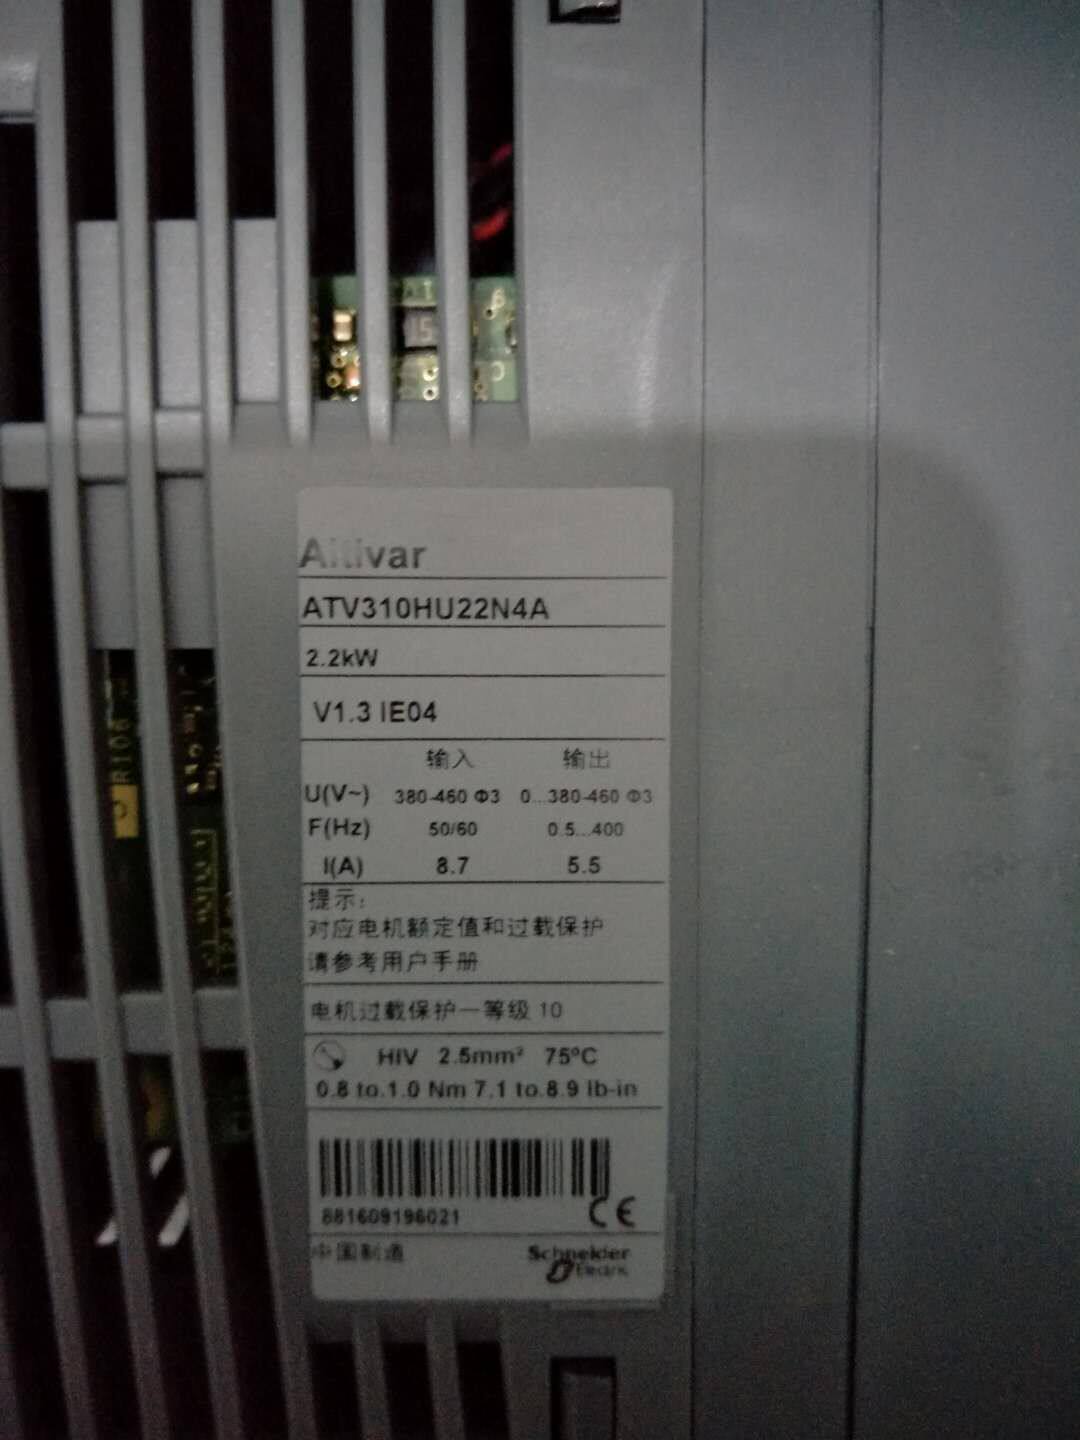 Altivar
ATV310HU22N4A
2.2kW
V1.3 IE04
输入 输出
U(V~) 380-460 Φ3 0...380-460 Φ3
F(Hz) 50/60 0.5...400
I(A) 8.7 5.5
提示:
对应电机额定值和过载保护
请参考用户手册
电机过载保护一等级 10
HIV 2.5mm² 75°C
0.8 to.1.0 Nm 7.1 to.8.9 lb-in
881609196021
CE
中国制造
Schneider
Electric
R108
15